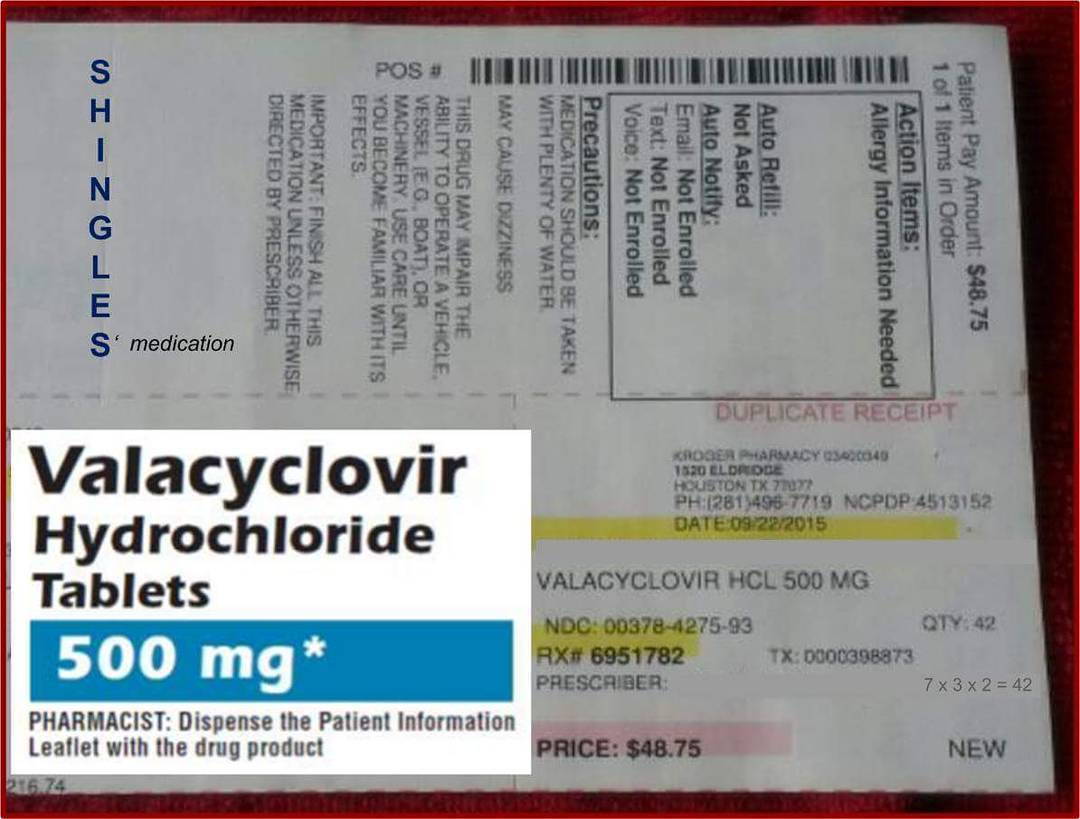 SHINGLES' medication
Patient Pay Amount: $48.75
1 of 1 Items in Order
Action Items:
Allergy Information Needed
Auto Refill:
Not Asked
Auto Notify:
Email: Not Enrolled
Text: Not Enrolled
Voice: Not Enrolled
Precautions:
MEDICATION SHOULD BE TAKEN
WITH PLENTY OF WATER.
MAY CAUSE DIZZINESS
THIS DRUG MAY IMPAIR THE
ABILITY TO OPERATE A VEHICLE,
VESSEL (E.G., BOAT), OR
MACHINERY. USE CARE UNTIL
YOU BECOME FAMILIAR WITH ITS
EFFECTS.
IMPORTANT: FINISH ALL THIS
MEDICATION UNLESS OTHERWISE
DIRECTED BY PRESCRIBER.
POS #
DUPLICATE RECEIPT
KROGER PHARMACY 03400349
1520 ELDRIDGE
HOUSTON TX 77077
PH:(281)496-7719 NCPDP:4513152
DATE:09/22/2015
VALACYCLOVIR HCL 500 MG
NDC: 00378-4275-93 QTY: 42
RX# 6951782 TX: 0000398873
PRESCRIBER: 7 x 3 x 2 = 42
PRICE: $48.75 NEW
Valacyclovir
Hydrochloride
Tablets
500 mg*
PHARMACIST: Dispense the Patient Information
Leaflet with the drug product
216.74